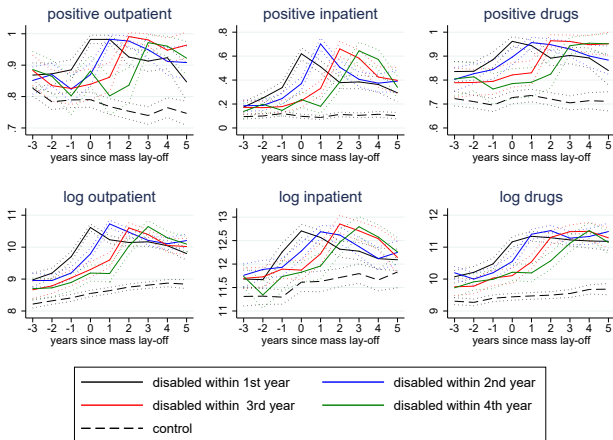 positive outpatient positive inpatient positive drugs
1 .8 1
.9 .6 .9
.8 .4 .8
.7 .2 .7
0 .6
-3 -2 -1 0 1 2 3 4 5 -3 -2 -1 0 1 2 3 4 5 -3 -2 -1 0 1 2 3 4 5
years since mass lay-off years since mass lay-off years since mass lay-off
log outpatient log inpatient log drugs
11 13 12
10 12.5 11
9 12 10
8 11.5 9
11
-3 -2 -1 0 1 2 3 4 5 -3 -2 -1 0 1 2 3 4 5 -3 -2 -1 0 1 2 3 4 5
years since mass lay-off years since mass lay-off years since mass lay-off
disabled within 1st year disabled within 2nd year
disabled within 3rd year disabled within 4th year
control